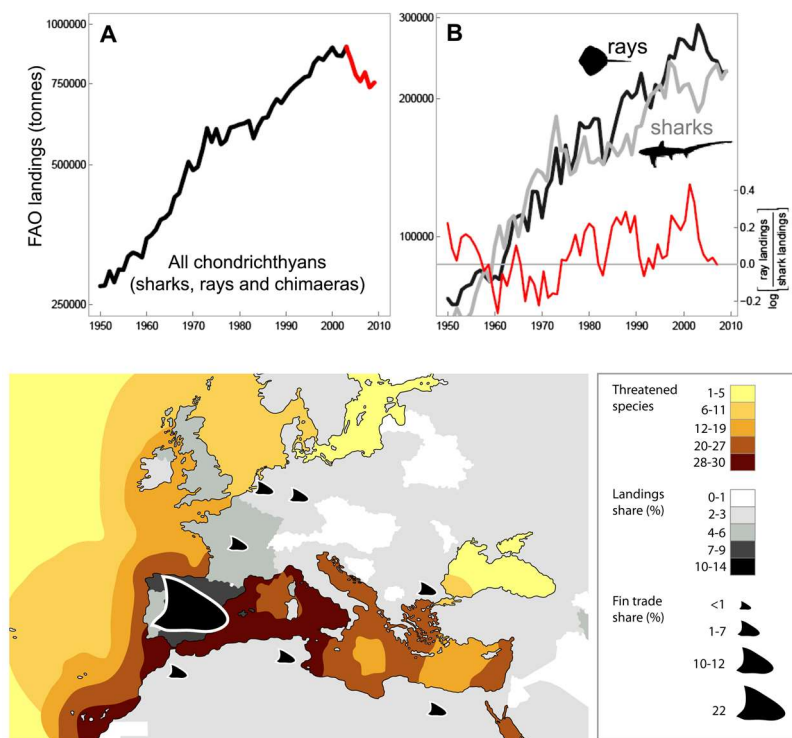 A
B
FAO landings (tonnes)
1000000
750000
500000
250000
All chondrichthyans
(sharks, rays and chimaeras)
1950 1960 1970 1980 1990 2000 2010
300000
200000
100000
rays
sharks
0.4
0.2
0.0
-0.2
log[ray landings
shark landings]
1950 1960 1970 1980 1990 2000 2010
Threatened
species
1-5
6-11
12-19
20-27
28-30
Landings
share (%)
0-1
2-3
4-6
7-9
10-14
Fin trade
share (%)
<1
1-7
10-12
22